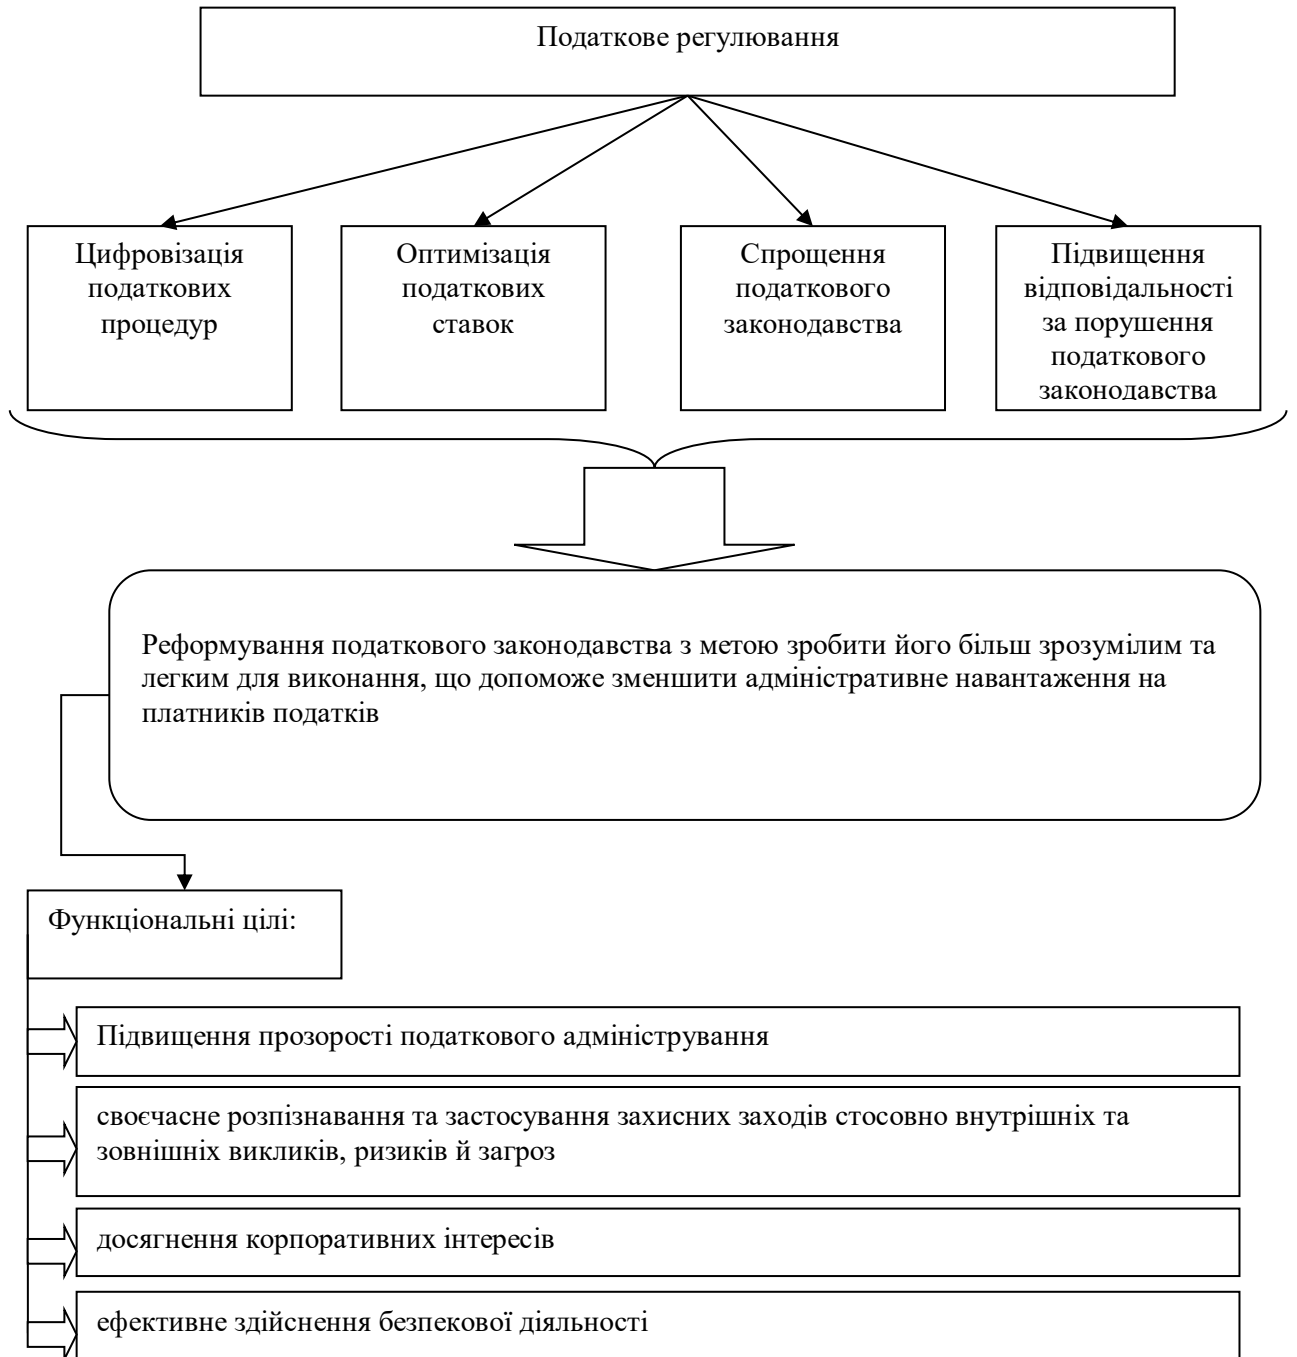 Податкове регулювання
Цифровізація
податкових
процедур
Оптимізація
податкових
ставок
Спрощення
податкового
законодавства
Підвищення
відповідальності
за порушення
податкового
законодавства
Реформування податкового законодавства з метою зробити його більш зрозумілим та
легким для виконання, що допоможе зменшити адміністративне навантаження на
платників податків
Функціональні цілі:
Підвищення прозорості податкового адміністрування
своєчасне розпізнавання та застосування захисних заходів стосовно внутрішніх та
зовнішніх викликів, ризиків й загроз
досягнення корпоративних інтересів
ефективне здійснення безпекової діяльності